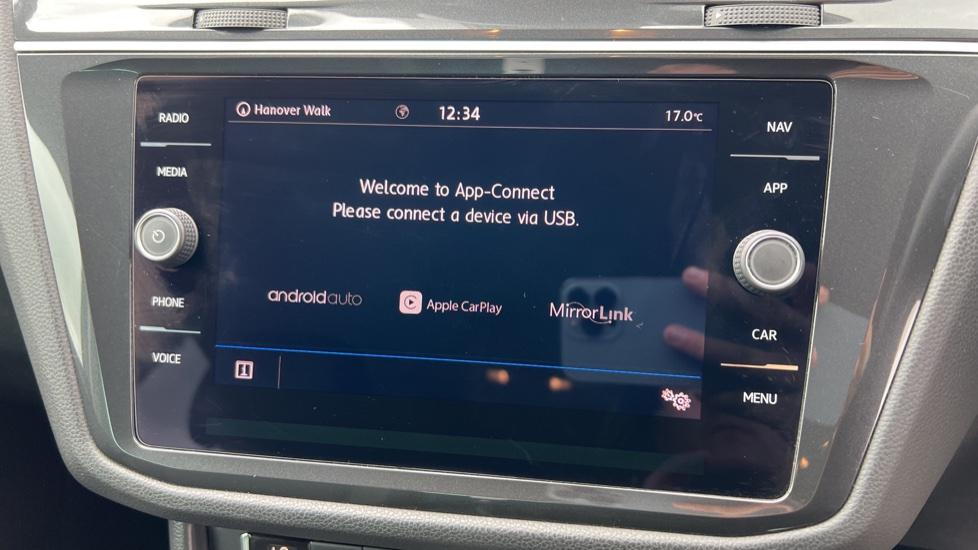 Hanover Walk 12:34 17.0°C
RADIO
MEDIA
PHONE
VOICE
Welcome to App-Connect
Please connect a device via USB.
androidauto
Apple CarPlay
MirrorLink
NAV
APP
CAR
MENU